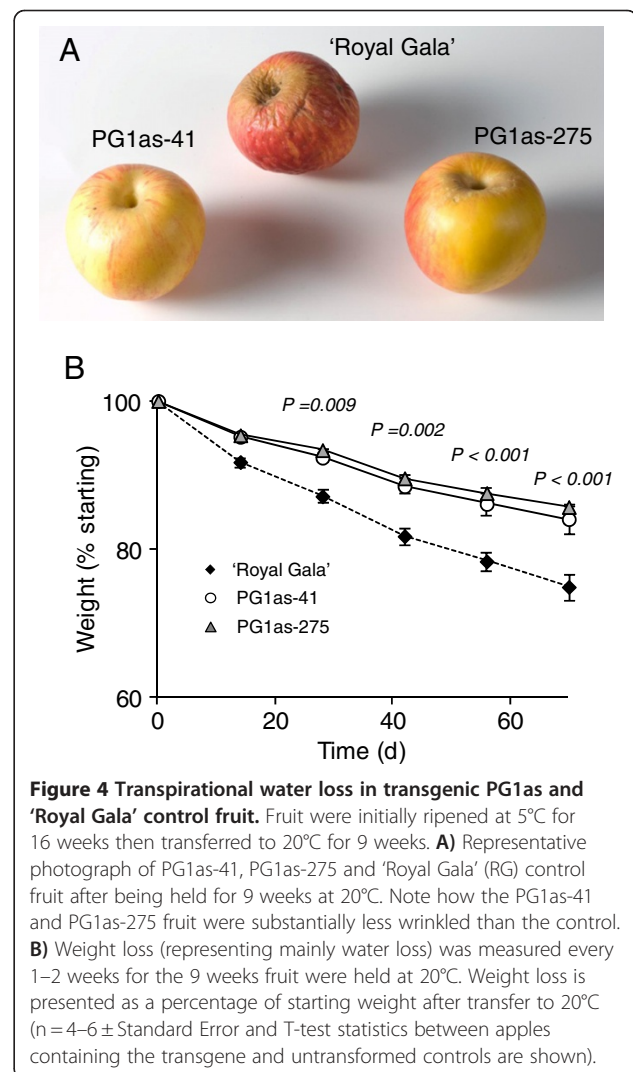 A
'Royal Gala'
PG1as-41
PG1as-275
B
100
80
60
Weight (% starting)
P =0.009
P =0.002
P < 0.001
P < 0.001
'Royal Gala'
PG1as-41
PG1as-275
0
20
40
60
Time (d)
Figure 4 Transpirational water loss in transgenic PG1as and
'Royal Gala' control fruit. Fruit were initially ripened at 5°C for
16 weeks then transferred to 20°C for 9 weeks. A) Representative
photograph of PG1as-41, PG1as-275 and 'Royal Gala' (RG) control
fruit after being held for 9 weeks at 20°C. Note how the PG1as-41
and PG1as-275 fruit were substantially less wrinkled than the control.
B) Weight loss (representing mainly water loss) was measured every
1–2 weeks for the 9 weeks fruit were held at 20°C. Weight loss is
presented as a percentage of starting weight after transfer to 20°C
(n = 4–6 ± Standard Error and T-test statistics between apples
containing the transgene and untransformed controls are shown).